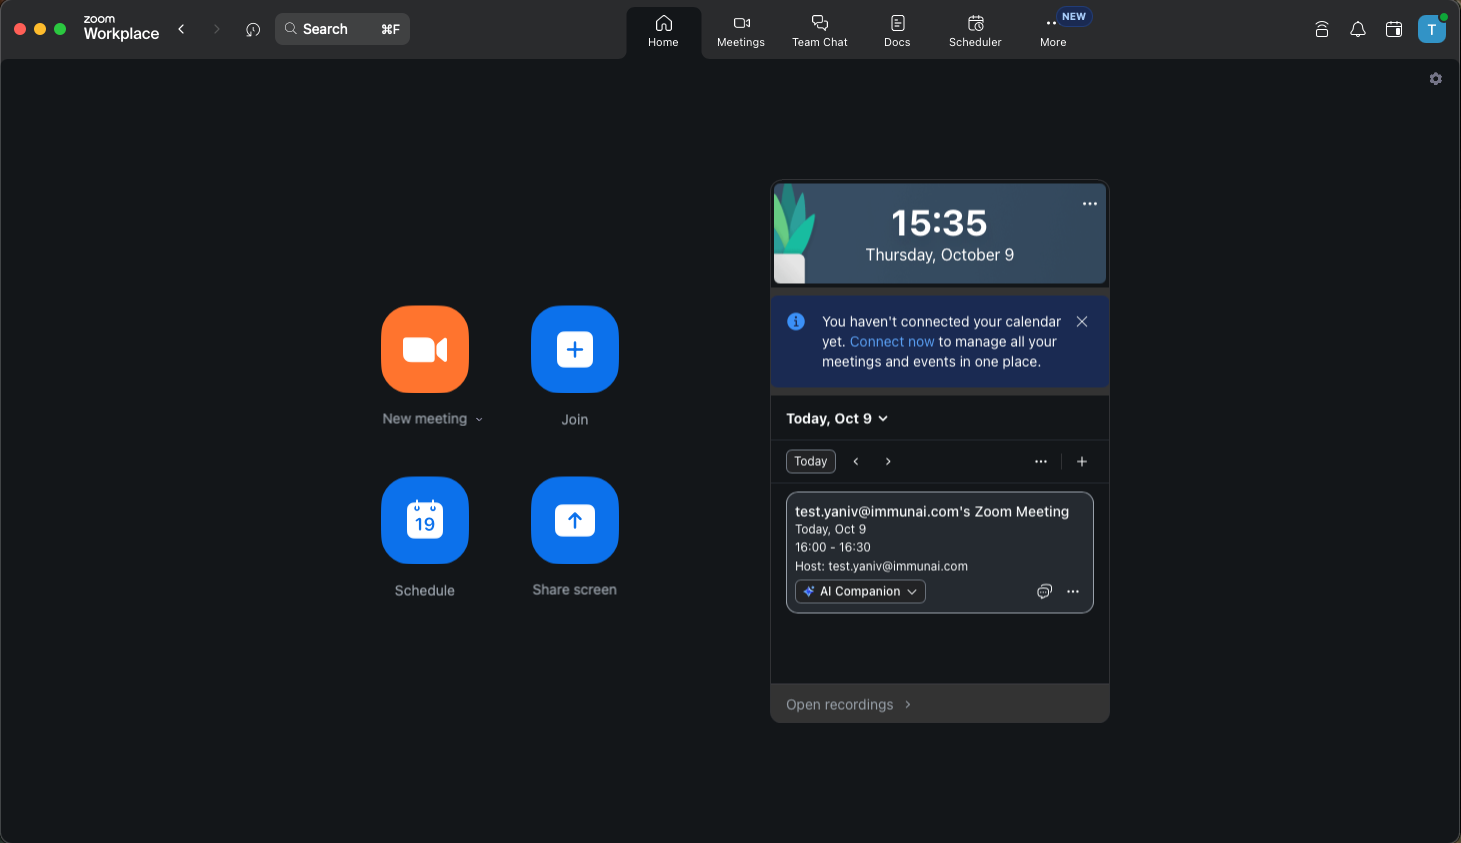 zoom
Workplace
Search ⌘F
Home
Meetings
Team Chat
Docs
Scheduler
More
NEW
T
15:35
Thursday, October 9
You haven't connected your calendar
yet. Connect now to manage all your
meetings and events in one place.
New meeting
Join
19
Schedule
Share screen
Today, Oct 9
Today
test.yaniv@immunai.com's Zoom Meeting
Today, Oct 9
16:00 - 16:30
Host: test.yaniv@immunai.com
AI Companion
Open recordings